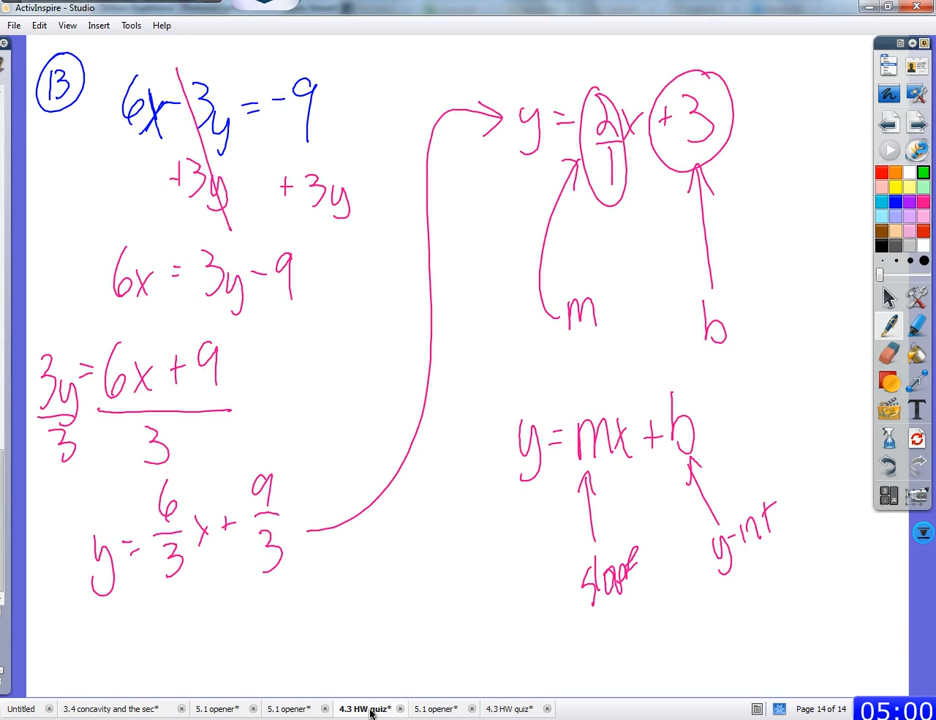 ActivInspire - Studio
File Edit View Insert Tools Help
13
6x - 3y = -9
+3y +3y
6x = 3y - 9
3y = 6x + 9
3 3
y = 6/3 x + 9/3
y = 2/1 x + 3
m
b
y = mx + b
slope
y-int
Untitled 3.4 concavity and the sec* 5.1 opener* 5.1 opener* 4.3 HW quiz* 5.1 opener* 4.3 HW quiz* Page 14 of 14
05:00